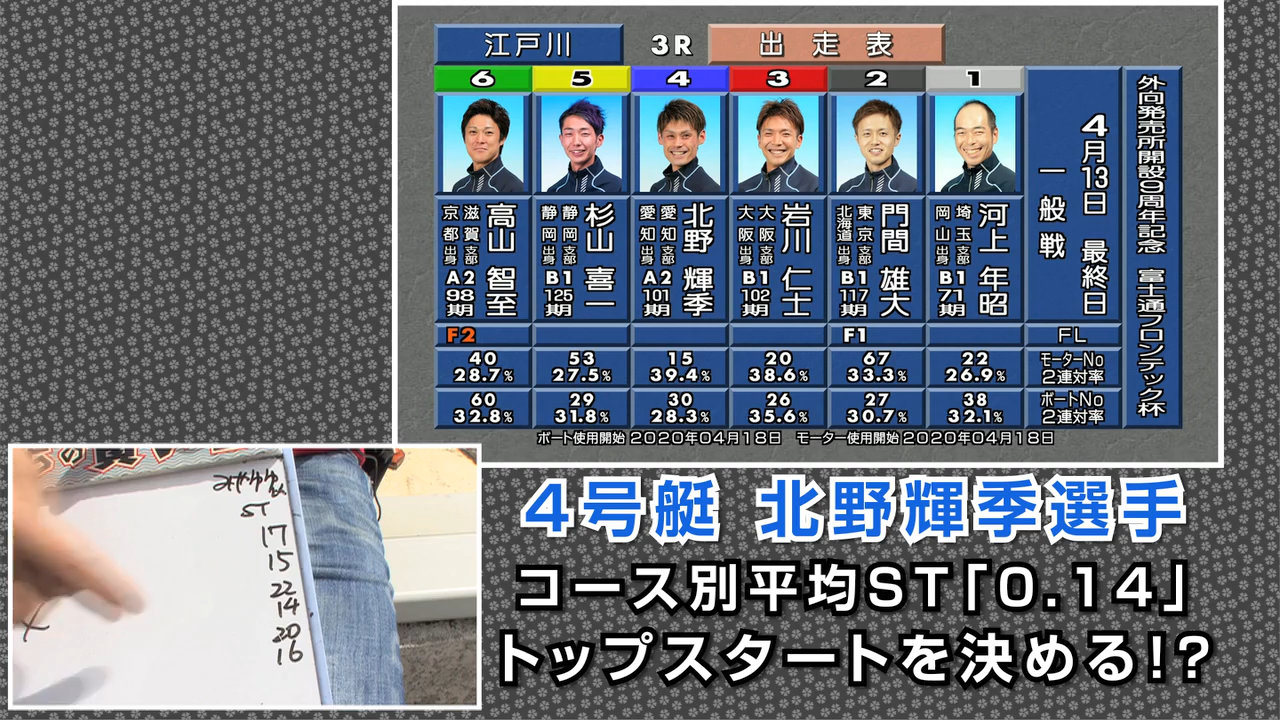 江戸川 3R 出走表
6 5 4 3 2 1
高山 智至 滋賀支部 京都出身 A2 98期
杉山 喜一 静岡支部 静岡出身 B1 125期
北野 輝季 愛知支部 愛知出身 A2 101期
岩川 仁士 大阪支部 大阪出身 B1 102期
門間 雄大 東京支部 北海道出身 B1 117期
河上 年昭 埼玉支部 岡山出身 B1 71期
4月13日 最終日
一般戦
外向発売所開設9周年記念 富士通フロンテック杯
F2 F1 FL
40 53 15 20 67 22 モーターNo
28.7% 27.5% 39.4% 38.6% 33.3% 26.9% 2連対率
60 29 30 26 27 38 ボートNo
32.8% 31.8% 28.3% 35.6% 30.7% 32.1% 2連対率
ボート使用開始 2020年04月18日 モーター使用開始 2020年04月18日
ST
17
15
22
14
20
16
4号艇 北野輝季選手
コース別平均ST「0.14」
トップスタートを決める!?